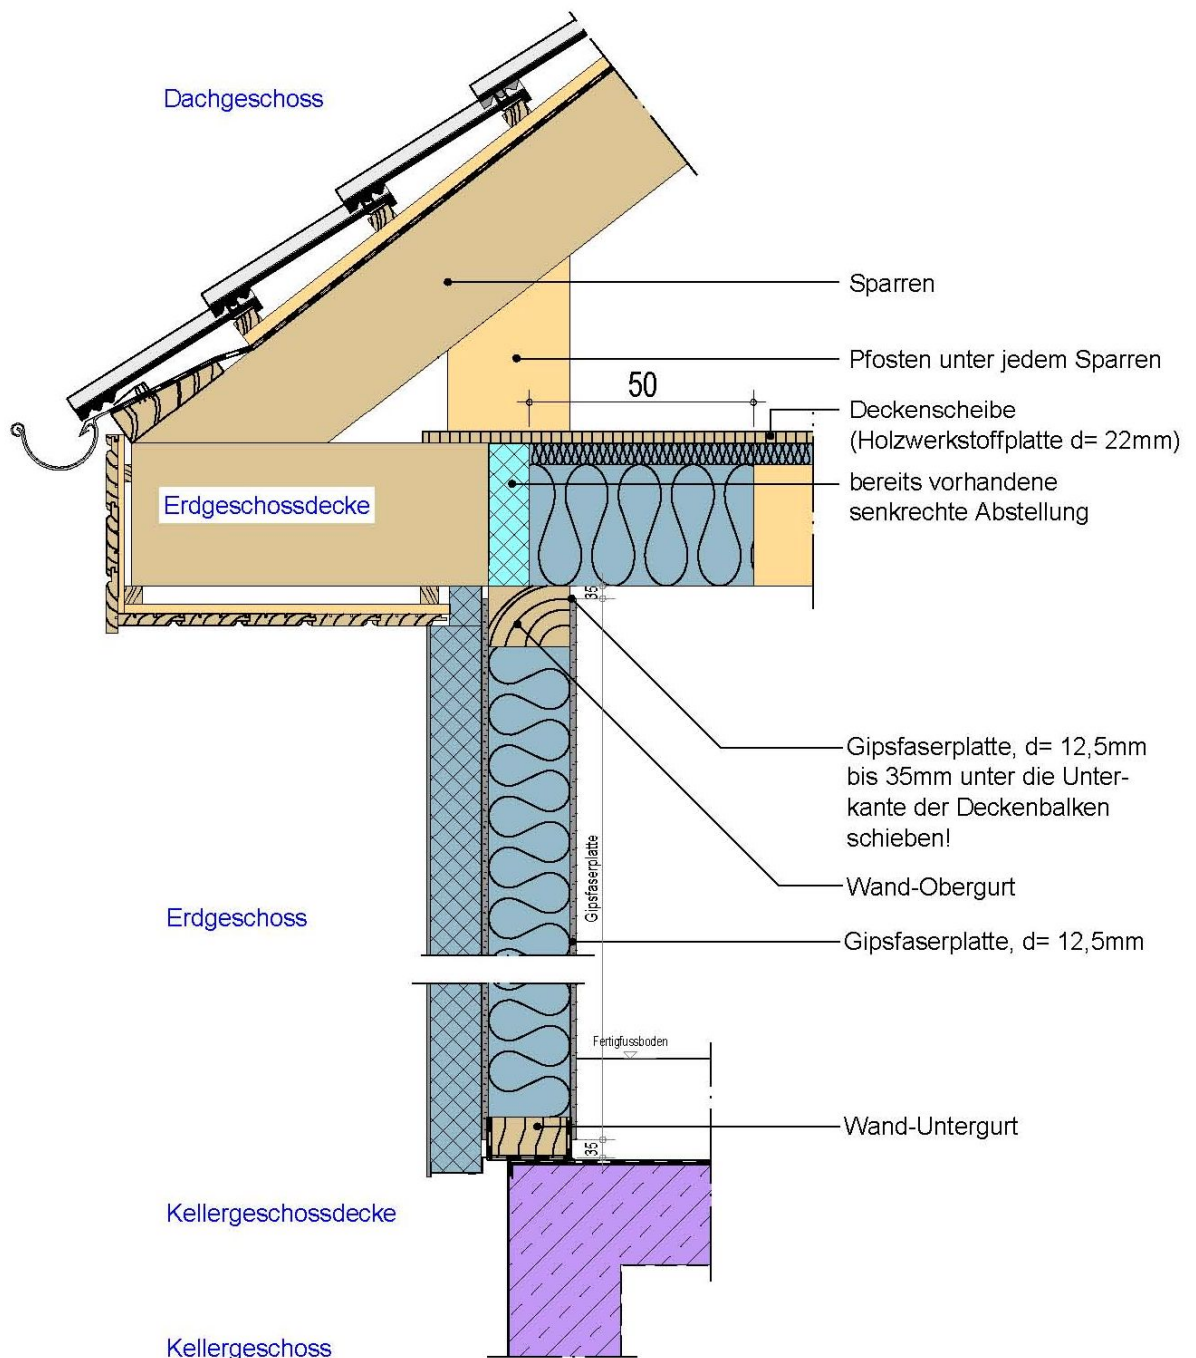 Dachgeschoss
Sparren
Pfosten unter jedem Sparren
50
Deckenscheibe
(Holzwerkstoffplatte d= 22mm)
bereits vorhandene
senkrechte Abstellung
Erdgeschossdecke
35
Gipsfaserplatte, d= 12,5mm
bis 35mm unter die Unter-
kante der Deckenbalken
schieben!
Wand-Obergurt
Gipsfaserplatte
Erdgeschoss
Gipsfaserplatte, d= 12,5mm
Fertigfussboden
Wand-Untergurt
35
Kellergeschossdecke
Kellergeschoss